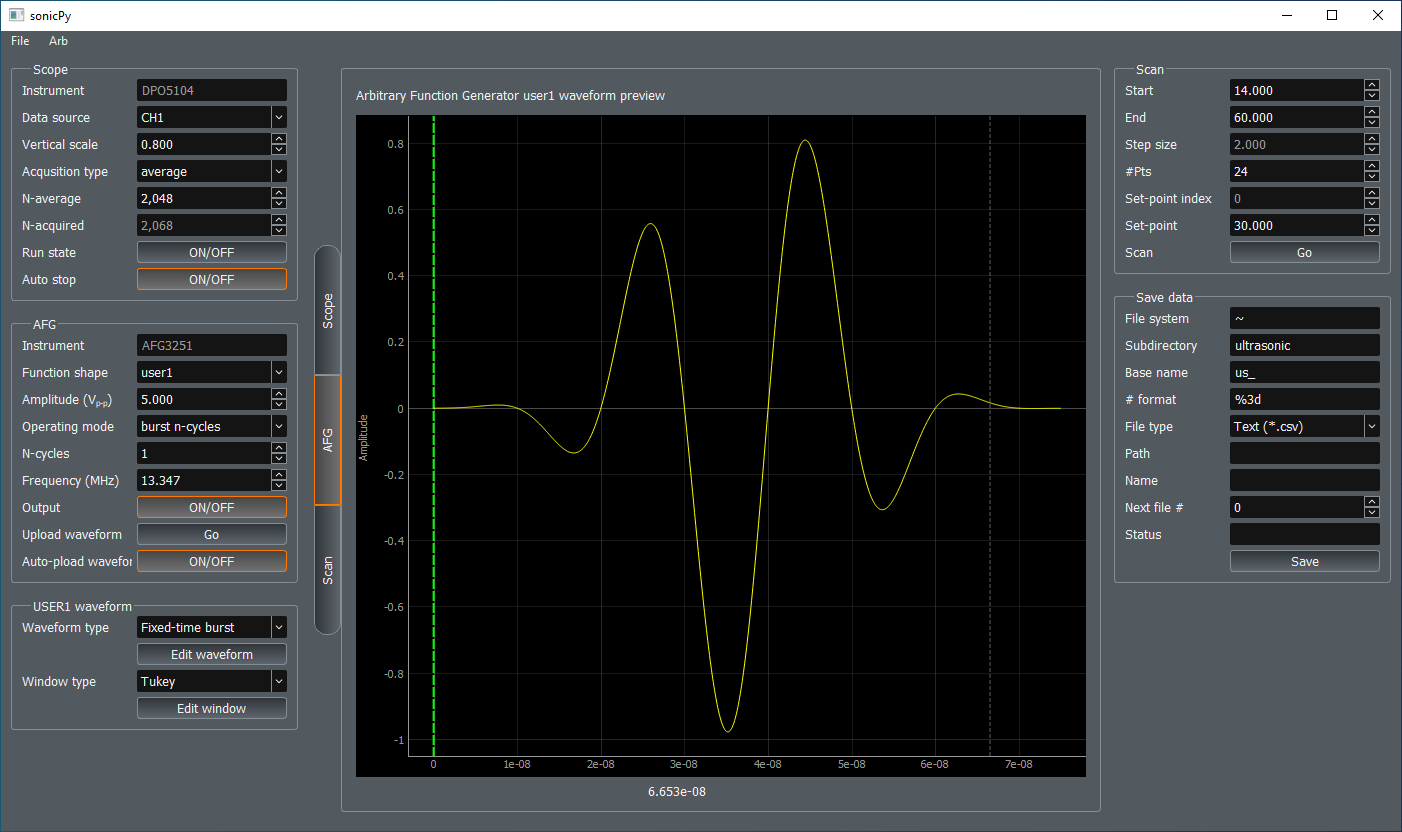 sonicPy
File Arb
Scope
Instrument DPO5104
Data source CH1
Vertical scale 0.800
Acqusition type average
N-average 2,048
N-acquired 2,068
Run state ON/OFF
Auto stop ON/OFF
AFG
Instrument AFG3251
Function shape user1
Amplitude (Vp-p) 5.000
Operating mode burst n-cycles
N-cycles 1
Frequency (MHz) 13.347
Output ON/OFF
Upload waveform Go
Auto-pload wavefor ON/OFF
USER1 waveform
Waveform type Fixed-time burst
Edit waveform
Window type Tukey
Edit window
Scope
AFG
Scan
Arbitrary Function Generator user1 waveform preview
Amplitude
0.8
0.6
0.4
0.2
0
-0.2
-0.4
-0.6
-0.8
-1
0 1e-08 2e-08 3e-08 4e-08 5e-08 6e-08 7e-08
6.653e-08
Scan
Start 14.000
End 60.000
Step size 2.000
#Pts 24
Set-point index 0
Set-point 30.000
Scan Go
Save data
File system ~
Subdirectory ultrasonic
Base name us_
# format %3d
File type Text (*.csv)
Path
Name
Next file # 0
Status
Save